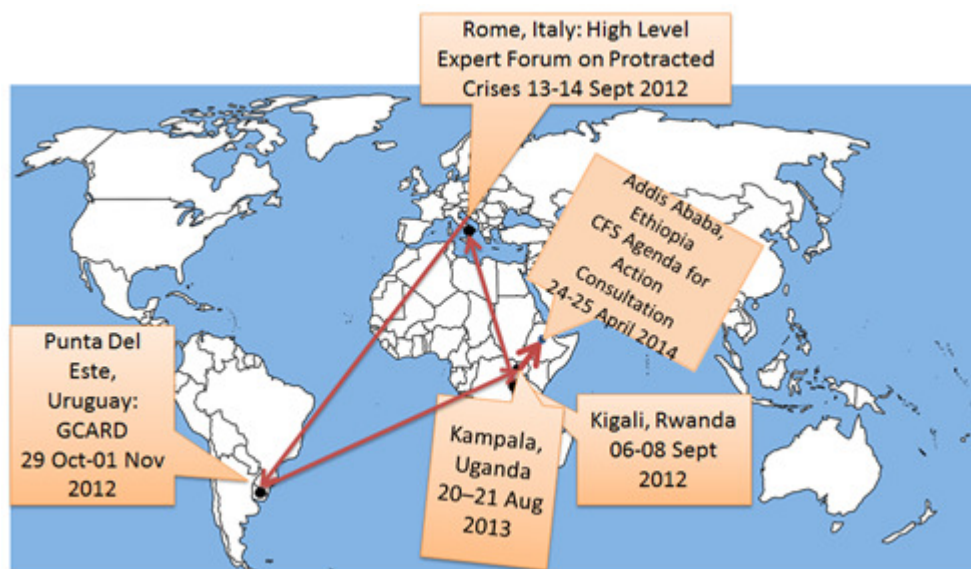 Rome, Italy: High Level
Expert Forum on Protracted
Crises 13-14 Sept 2012
Addis Ababa,
Ethiopia
CFS Agenda for
Action
Consultation
24-25 April 2014
Punta Del
Este,
Uruguay:
GCARD
29 Oct-01 Nov
2012
Kampala,
Uganda
20–21 Aug
2013
Kigali, Rwanda
06-08 Sept
2012